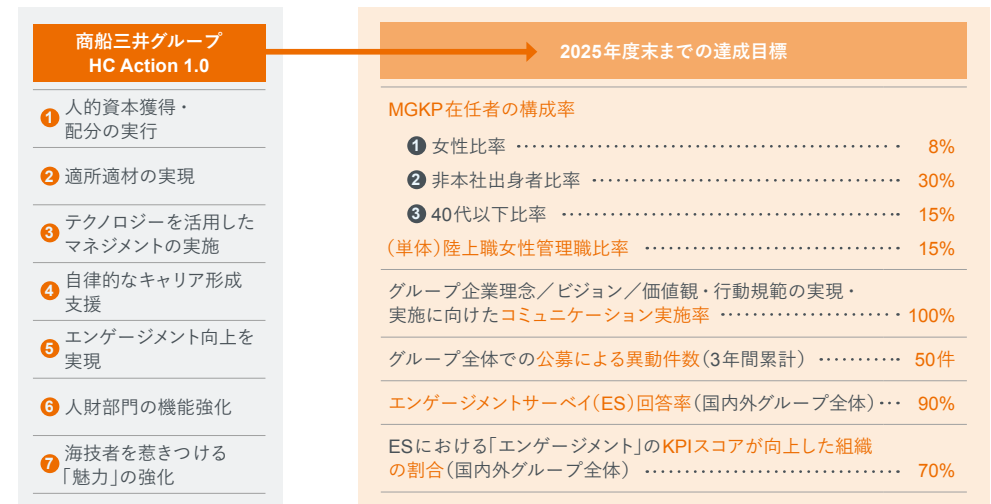 商船三井グループ
HC Action 1.0
❶ 人的資本獲得・
配分の実行
❷ 適所適材の実現
❸ テクノロジーを活用した
マネジメントの実施
❹ 自律的なキャリア形成
支援
❺ エンゲージメント向上を
実現
❻ 人財部門の機能強化
❼ 海技者を惹きつける
「魅力」の強化
2025年度末までの達成目標
MGKP在任者の構成率
❶ 女性比率 8%
❷ 非本社出身者比率 30%
❸ 40代以下比率 15%
(単体)陸上職女性管理職比率 15%
グループ企業理念/ビジョン/価値観・行動規範の実現・
実施に向けたコミュニケーション実施率 100%
グループ全体での公募による異動件数(3年間累計) 50件
エンゲージメントサーベイ(ES)回答率(国内外グループ全体) 90%
ESにおける「エンゲージメント」のKPIスコアが向上した組織
の割合(国内外グループ全体) 70%